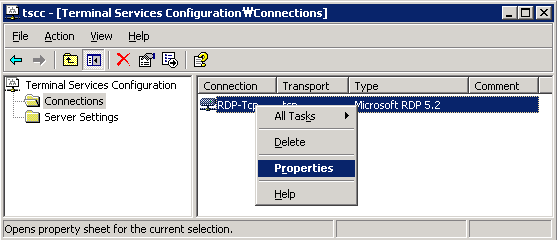 tscc - [Terminal Services Configuration₩Connections]
File Action View Help
Terminal Services Configuration
Connections
Server Settings
Connection Transport Type Comment
RDP-Tcp tcp Microsoft RDP 5.2
All Tasks
Delete
Properties
Help
Opens property sheet for the current selection.